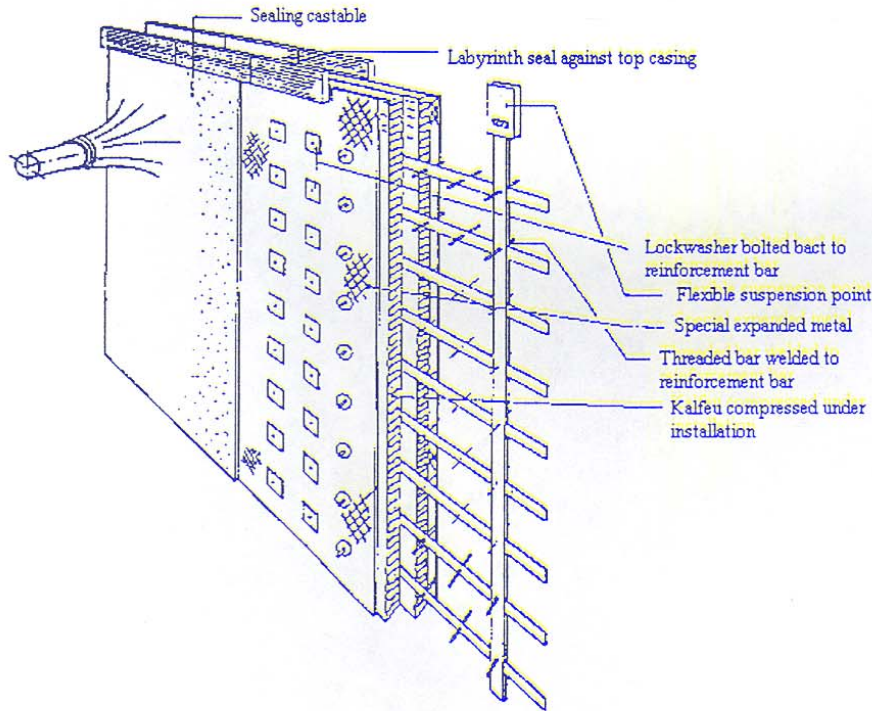 Sealing castable
Labyrinth seal against top casing
Lockwasher bolted bact to
reinforcement bar
Flexible suspension point
Special expanded metal
Threaded bar welded to
reinforcement bar
Kalfeu compressed under
installation